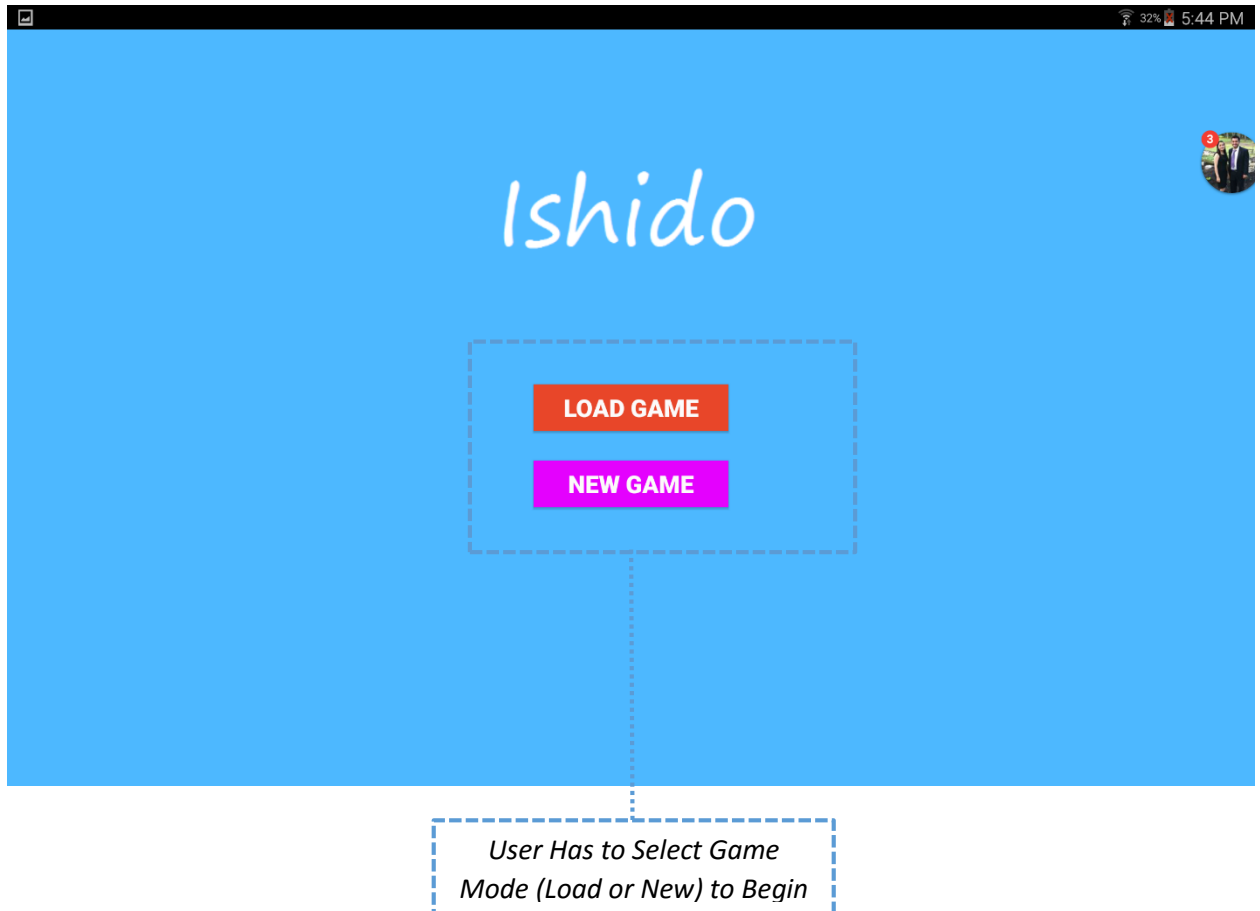 32% 5:44 PM
3
Ishido
LOAD GAME
NEW GAME
User Has to Select Game
Mode (Load or New) to Begin